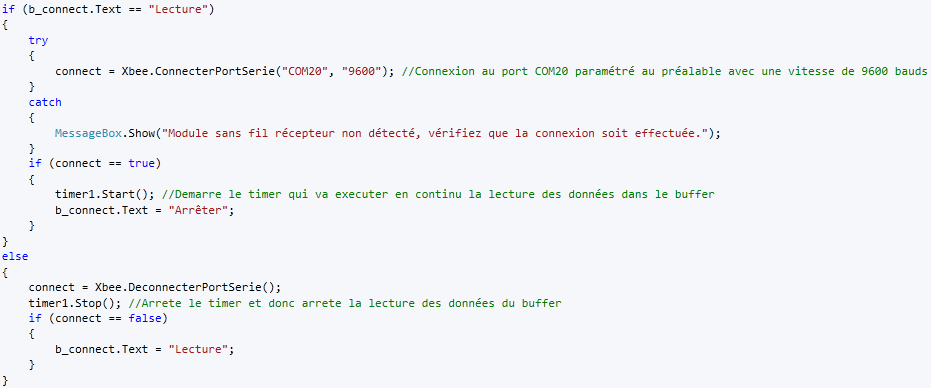 if (b_connect.Text == "Lecture")
{
    try
    {
        connect = Xbee.ConnecterPortSerie("COM20", "9600"); //Connexion au port COM20 paramétré au préalable avec une vitesse de 9600 bauds
    }
    catch
    {
        MessageBox.Show("Module sans fil récepteur non détecté, vérifiez que la connexion soit effectuée.");
    }
    if (connect == true)
    {
        timer1.Start(); //Demarre le timer qui va executer en continu la lecture des données dans le buffer
        b_connect.Text = "Arrêter";
    }
}
else
{
    connect = Xbee.DeconnecterPortSerie();
    timer1.Stop(); //Arrete le timer et donc arrete la lecture des données du buffer
    if (connect == false)
    {
        b_connect.Text = "Lecture";
    }
}